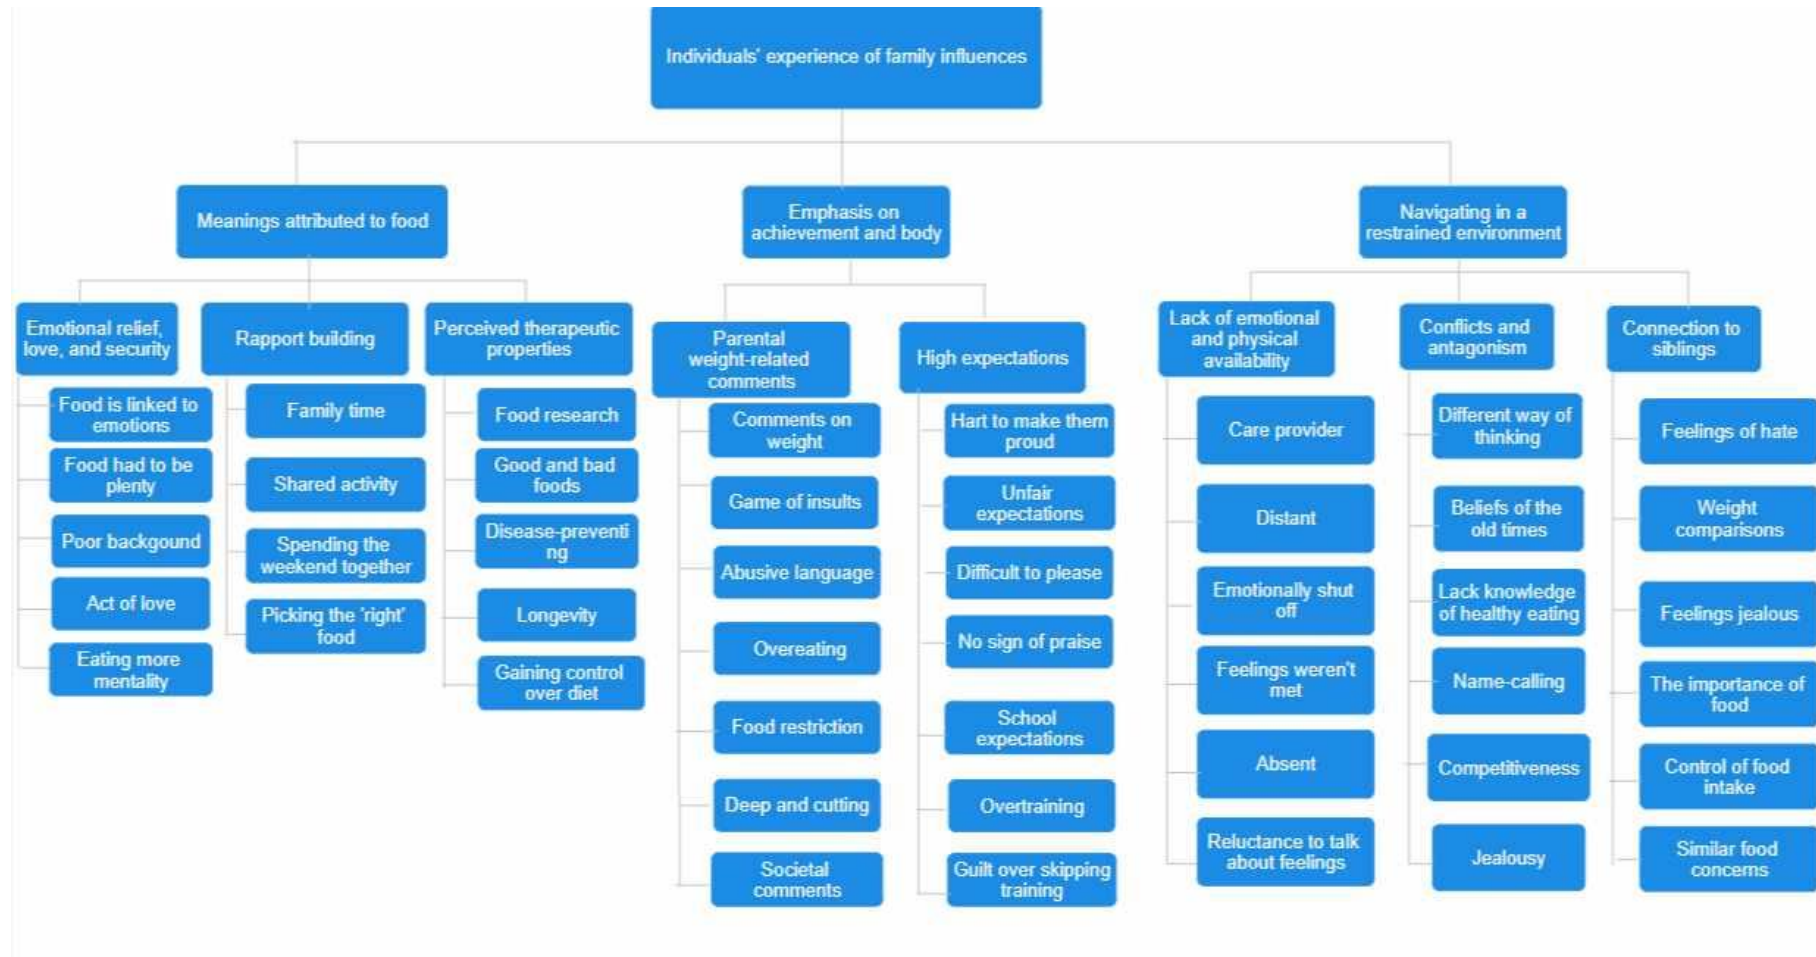 Individuals' experience of family influences
Meanings attributed to food
Emphasis on
achievement and body
Navigating in a
restrained environment
Emotional relief,
love, and security
Food is linked to
emotions
Food had to be
plenty
Poor backgound
Act of love
Eating more
mentality
Rapport building
Family time
Shared activity
Spending the
weekend together
Picking the 'right'
food
Perceived therapeutic
properties
Food research
Good and bad
foods
Disease-preventi
ng
Longevity
Gaining control
over diet
Parental
weight-related
comments
Comments on
weight
Game of insults
Abusive language
Overeating
Food restriction
Deep and cutting
Societal
comments
High expectations
Hart to make them
proud
Unfair
expectations
Difficult to please
No sign of praise
School
expectations
Overtraining
Guilt over skipping
training
Lack of emotional
and physical
availability
Care provider
Distant
Emotionally shut
off
Feelings weren't
met
Absent
Reluctance to talk
about feelings
Conflicts and
antagonism
Different way of
thinking
Beliefs of the
old times
Lack knowledge
of healthy eating
Name-calling
Competitiveness
Jealousy
Connection to
siblings
Feelings of hate
Weight
comparisons
Feelings jealous
The importance of
food
Control of food
intake
Similar food
concerns